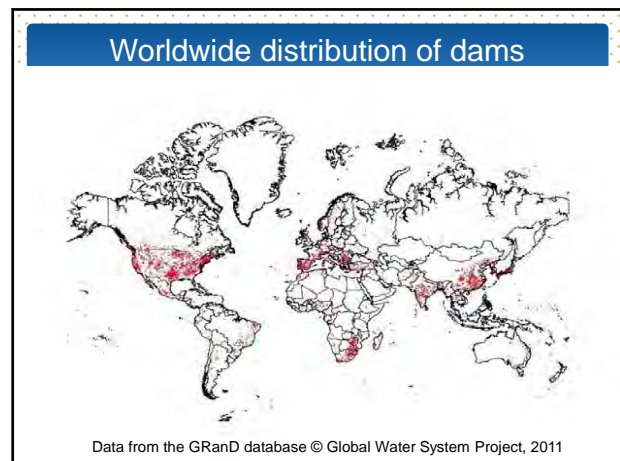 Worldwide distribution of dams
Data from the GRanD database © Global Water System Project, 2011